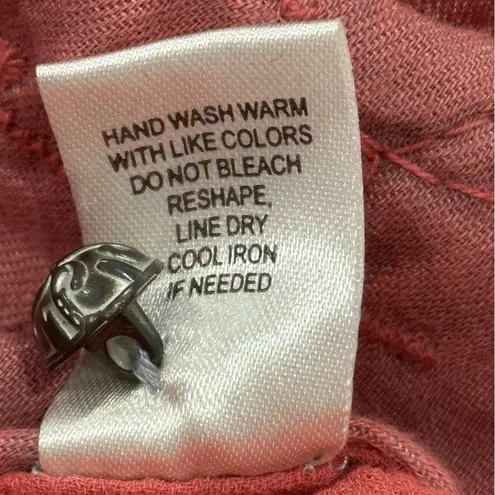 HAND WASH WARM
WITH LIKE COLORS
DO NOT BLEACH
RESHAPE,
LINE DRY
COOL IRON
IF NEEDED